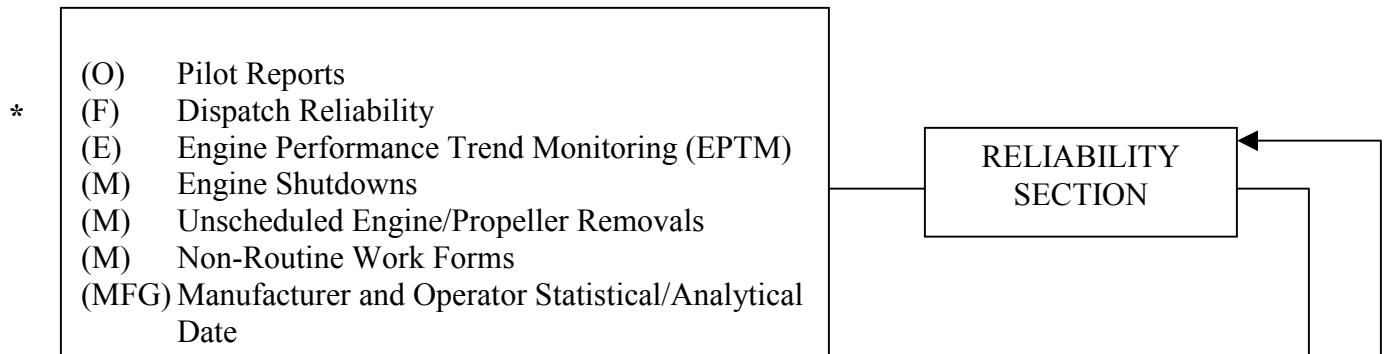 (O) Pilot Reports
* (F) Dispatch Reliability
(E) Engine Performance Trend Monitoring (EPTM)
(M) Engine Shutdowns
(M) Unscheduled Engine/Propeller Removals
(M) Non-Routine Work Forms
(MFG) Manufacturer and Operator Statistical/Analytical
Date
RELIABILITY
SECTION